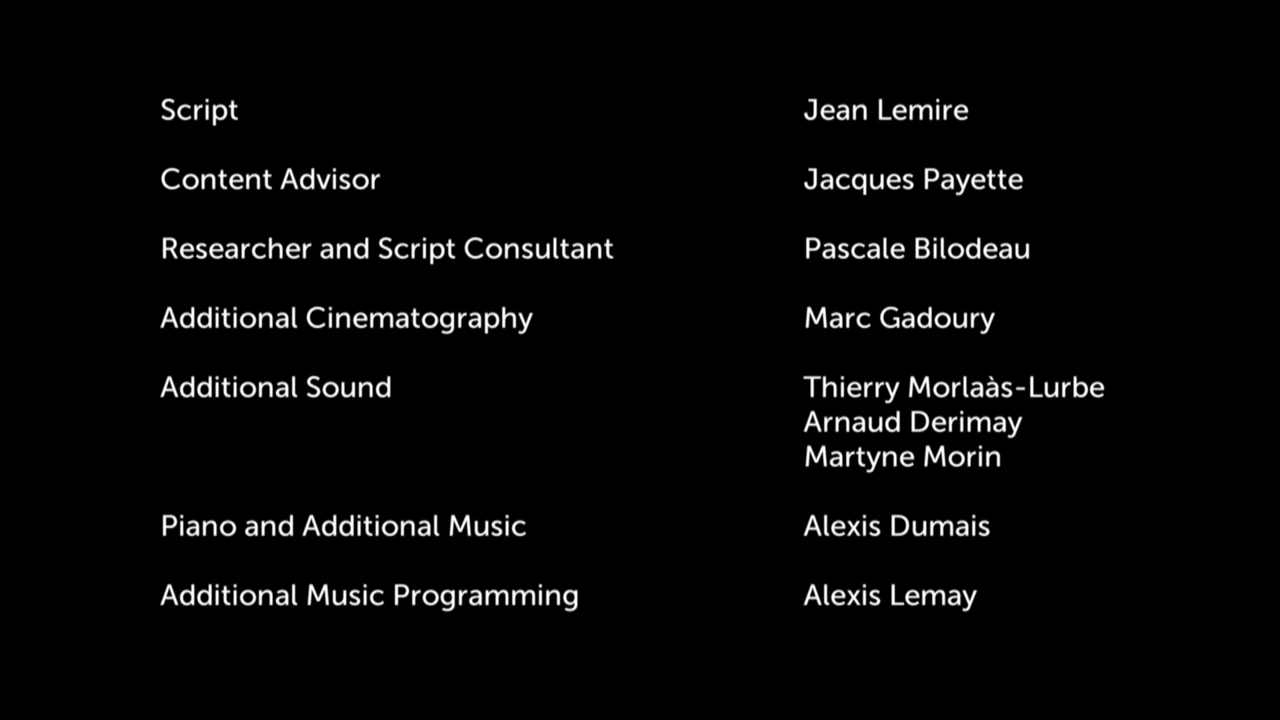 Script Jean Lemire
Content Advisor Jacques Payette
Researcher and Script Consultant Pascale Bilodeau
Additional Cinematography Marc Gadoury
Additional Sound Thierry Morlaàs-Lurbe
Arnaud Derimay
Martyne Morin
Piano and Additional Music Alexis Dumais
Additional Music Programming Alexis Lemay